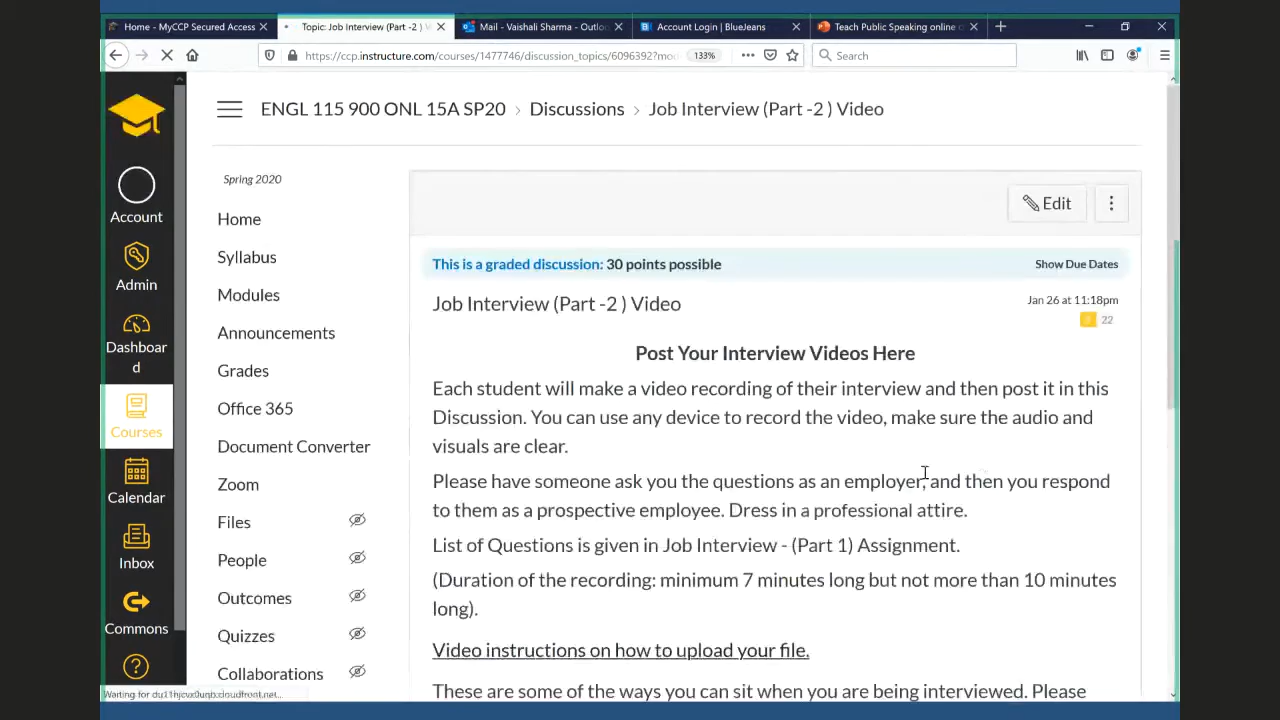 Home - MyCCP Secured Access
Topic: Job Interview (Part -2 )
Mail - Vaishali Sharma - Outlo
Account Login | BlueJeans
Teach Public Speaking online c
https://ccp.instructure.com/courses/1477746/discussion_topics/6096392?mo
133%
Search
ENGL 115 900 ONL 15A SP20 › Discussions › Job Interview (Part -2 ) Video
Account
Admin
Dashboar
d
Courses
Calendar
Inbox
Commons
Spring 2020
Home
Syllabus
Modules
Announcements
Grades
Office 365
Document Converter
Zoom
Files
People
Outcomes
Quizzes
Collaborations
Edit
This is a graded discussion: 30 points possible
Show Due Dates
Job Interview (Part -2 ) Video
Jan 26 at 11:18pm
22
Post Your Interview Videos Here
Each student will make a video recording of their interview and then post it in this
Discussion. You can use any device to record the video, make sure the audio and
visuals are clear.
Please have someone ask you the questions as an employer, and then you respond
to them as a prospective employee. Dress in a professional attire.
List of Questions is given in Job Interview - (Part 1) Assignment.
(Duration of the recording: minimum 7 minutes long but not more than 10 minutes
long).
Video instructions on how to upload your file.
These are some of the ways you can sit when you are being interviewed. Please
Waiting for